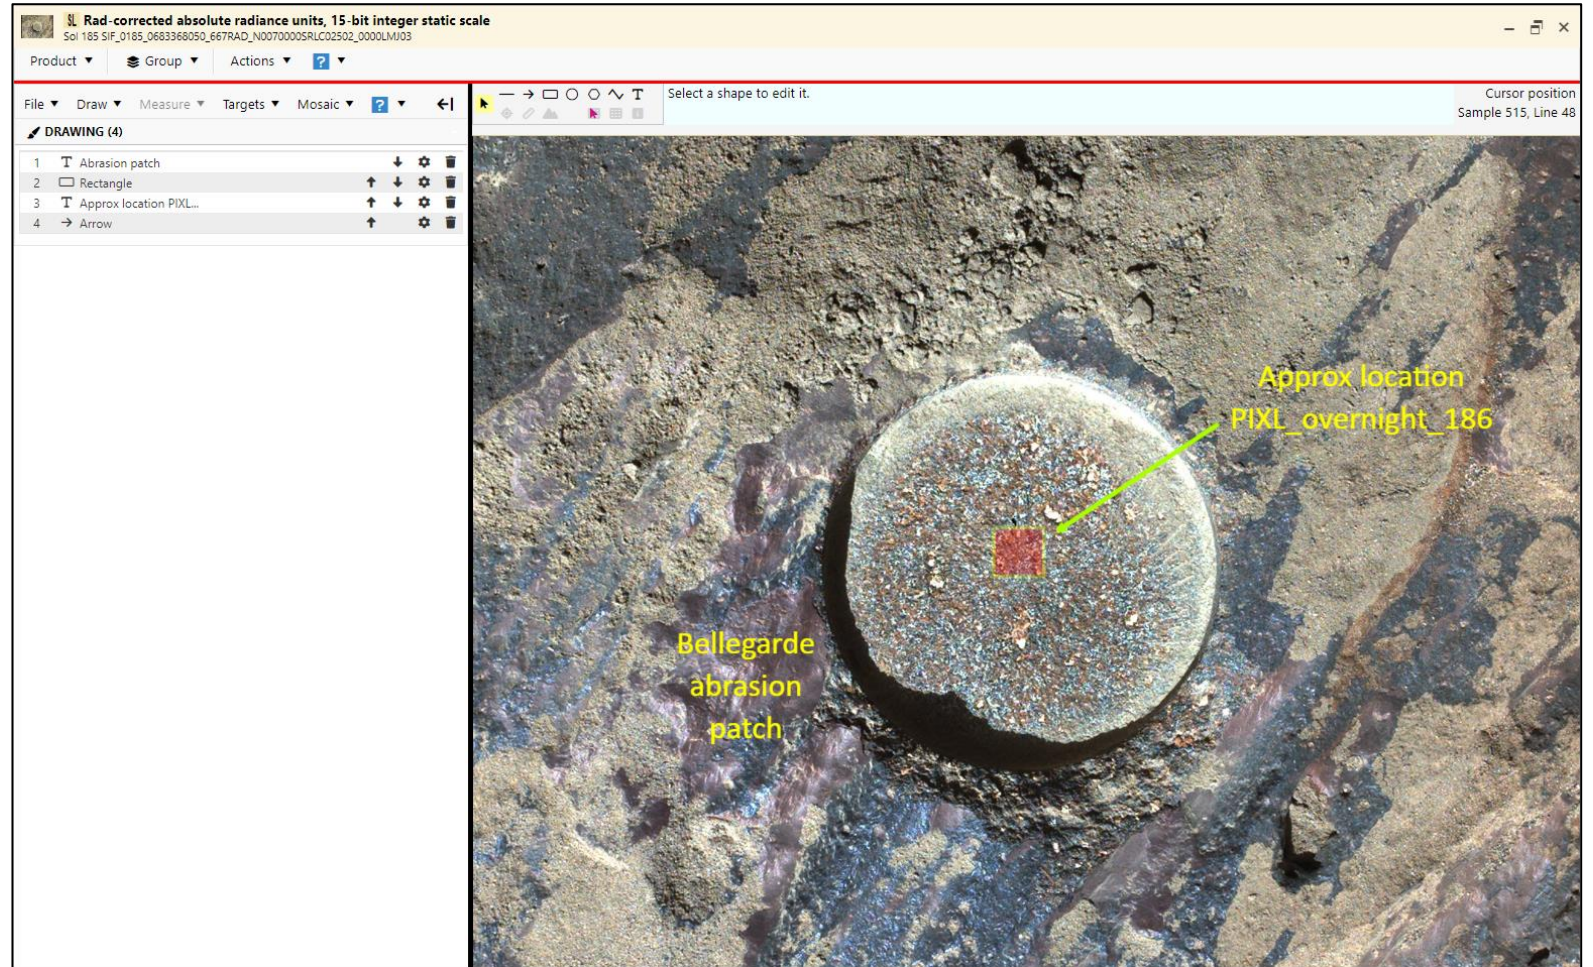 SL Rad-corrected absolute radiance units, 15-bit integer static scale
Sol 185 SIF_0185_0683368050_667RAD_N0070000SRLC02502_0000LMJ03
Product Group Actions ?
File Draw Measure Targets Mosaic ?
DRAWING (4)
1 T Abrasion patch
2 Rectangle
3 T Approx location PIXL...
4 Arrow
T
Select a shape to edit it.
Cursor position
Sample 515, Line 48
Approx location
PIXL_overnight_186
Bellegarde
abrasion
patch